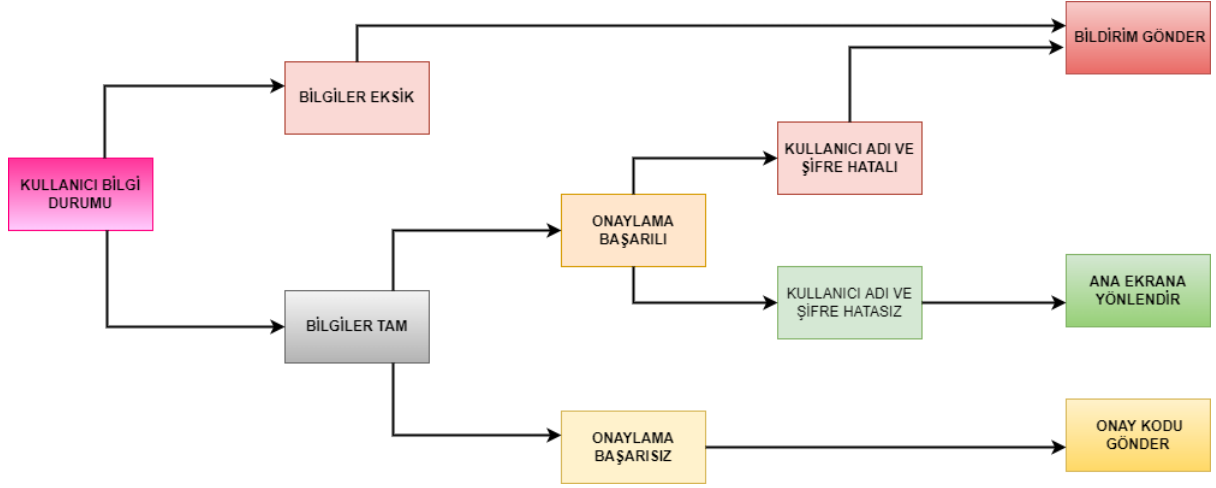 BİLDİRİM GÖNDER
BİLGİLER EKSİK
KULLANICI ADI VE
ŞİFRE HATALI
KULLANICI BİLGİ
DURUMU
ONAYLAMA
BAŞARILI
KULLANICI ADI VE
ŞİFRE HATASIZ
ANA EKRANA
YÖNLENDİR
BİLGİLER TAM
ONAYLAMA
BAŞARISIZ
ONAY KODU
GÖNDER